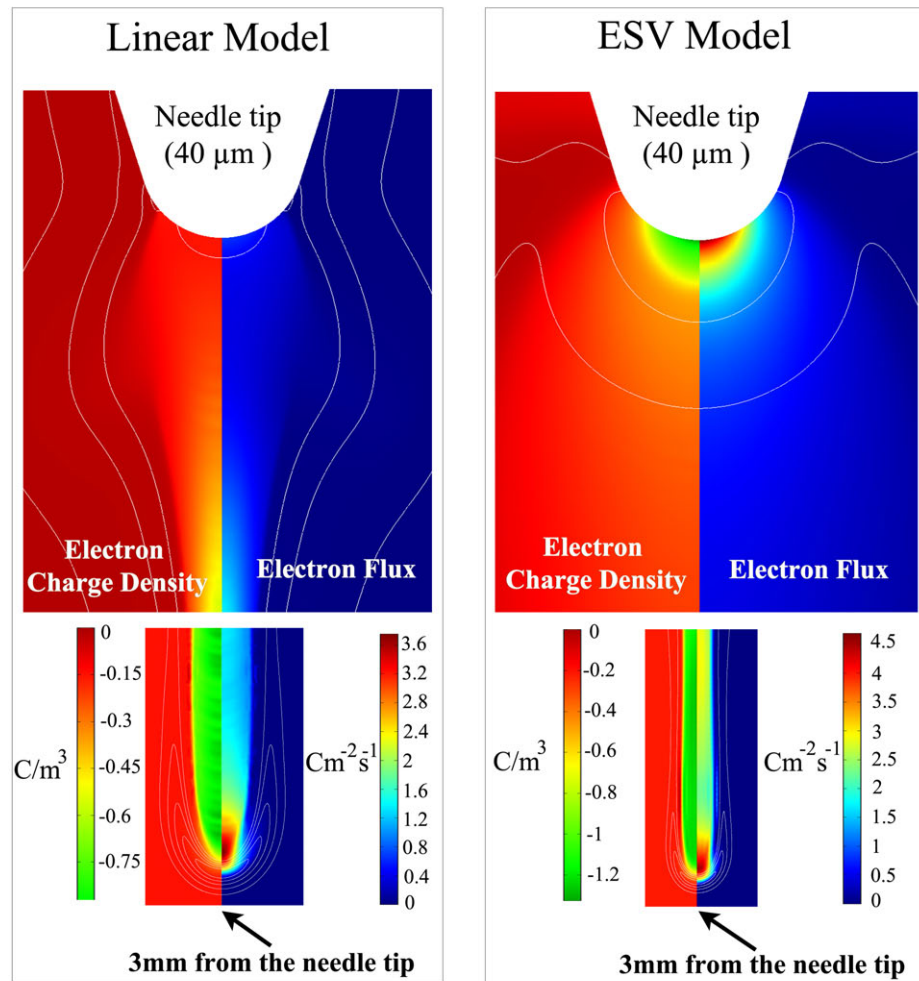 Linear Model
Needle tip
(40 µm )
Electron
Charge Density
Electron Flux
0
-0.15
-0.3
-0.45
-0.75
C/m³
3.6
2.8
2.4
2.0
1.6
1.2
0.8
0.4
0
Cm⁻²s⁻¹
3mm from the needle tip
ESV Model
Needle tip
(40 µm )
Electron
Charge Density
Electron Flux
0
-0.2
-0.4
-0.6
-0.8
-1
-1.2
C/m³
4.5
4
3.5
3
2.5
2
1.5
1
0.5
0
Cm⁻²s⁻¹
3mm from the needle tip